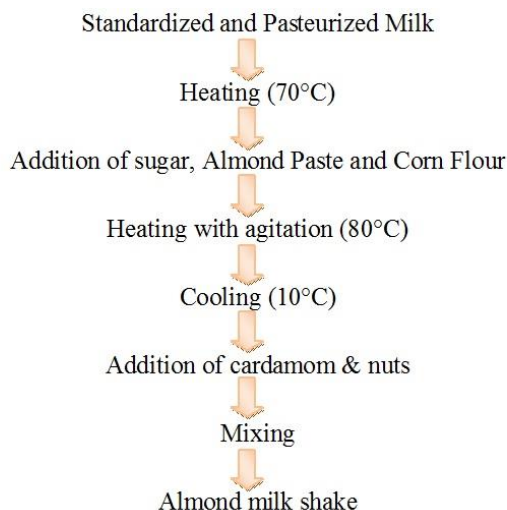 Standardized and Pasteurized Milk
Heating (70°C)
Addition of sugar, Almond Paste and Corn Flour
Heating with agitation (80°C)
Cooling (10°C)
Addition of cardamom & nuts
Mixing
Almond milk shake